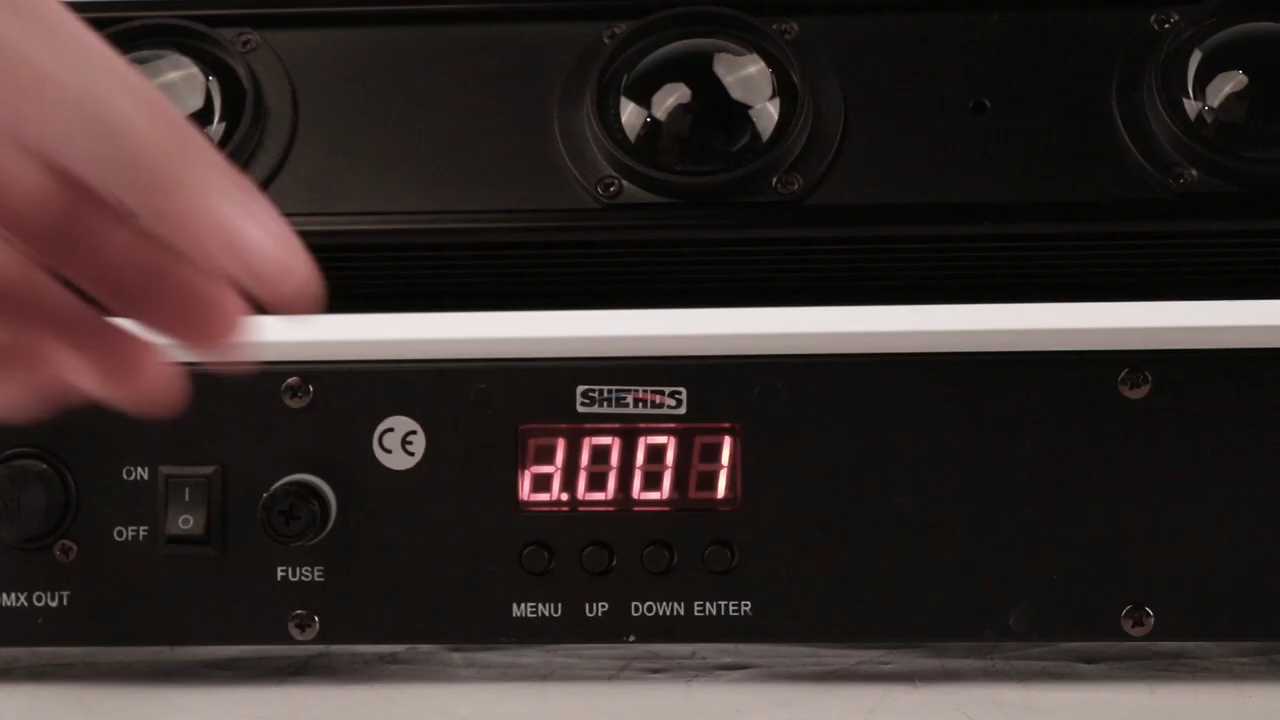 SHEHDS
CE
d.001
ON
I
O
OFF
FUSE
MX OUT
MENU UP DOWN ENTER